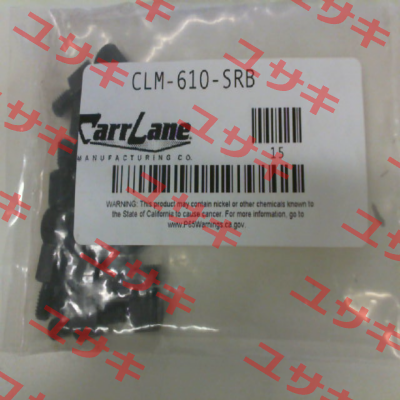 CLM-610-SRB
CarrLane
MANUFACTURING CO.
15
WARNING: This product may contain nickel or other chemicals known to
the State of California to cause cancer. For more information, go to
www.P65Warnings.ca.gov.
ユサキ
ユサキ
ユサキ
ユサキ
ユサキ
ユサキ
ユサキ
ユサキ
ユサキ